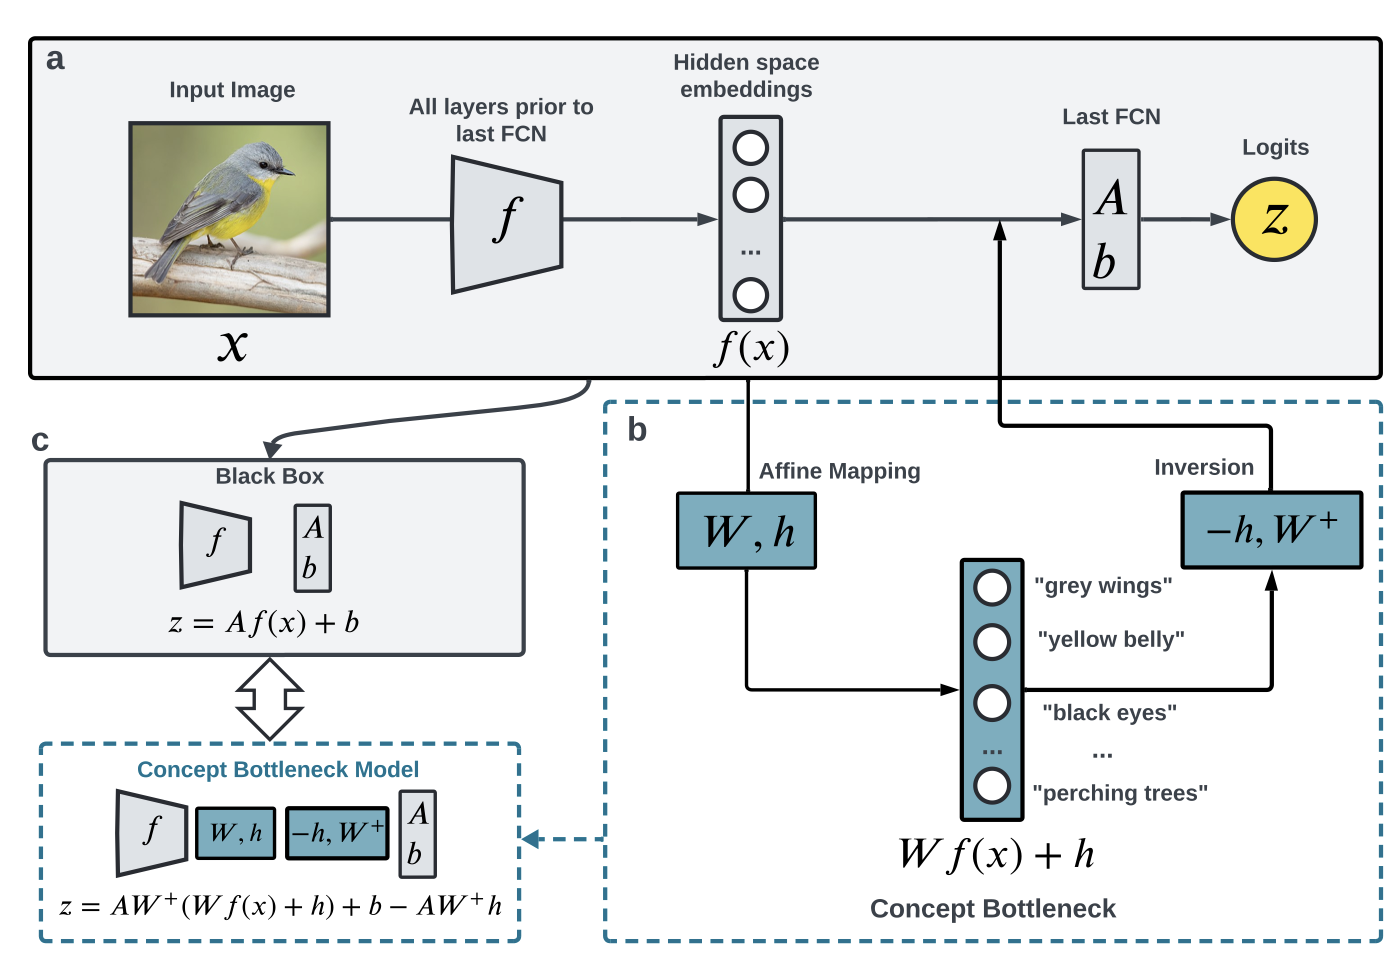 a
Input Image
x
All layers prior to
last FCN
f
Hidden space
embeddings
...
f(x)
Last FCN
A
b
Logits
z
b
Affine Mapping
W, h
Inversion
−h, W⁺
"grey wings"
"yellow belly"
"black eyes"
... ...
"perching trees"
Wf(x) + h
Concept Bottleneck
c
Black Box
f
A
b
z = Af(x) + b
Concept Bottleneck Model
f
W, h
−h, W⁺
A
b
z = AW⁺(Wf(x) + h) + b − AW⁺h